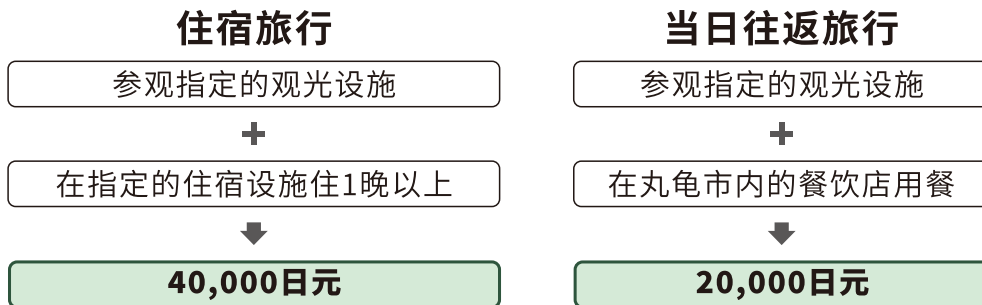 住宿旅行
参观指定的观光设施
+
在指定的住宿设施住1晚以上
40,000日元
当日往返旅行
参观指定的观光设施
+
在丸龟市内的餐饮店用餐
20,000日元